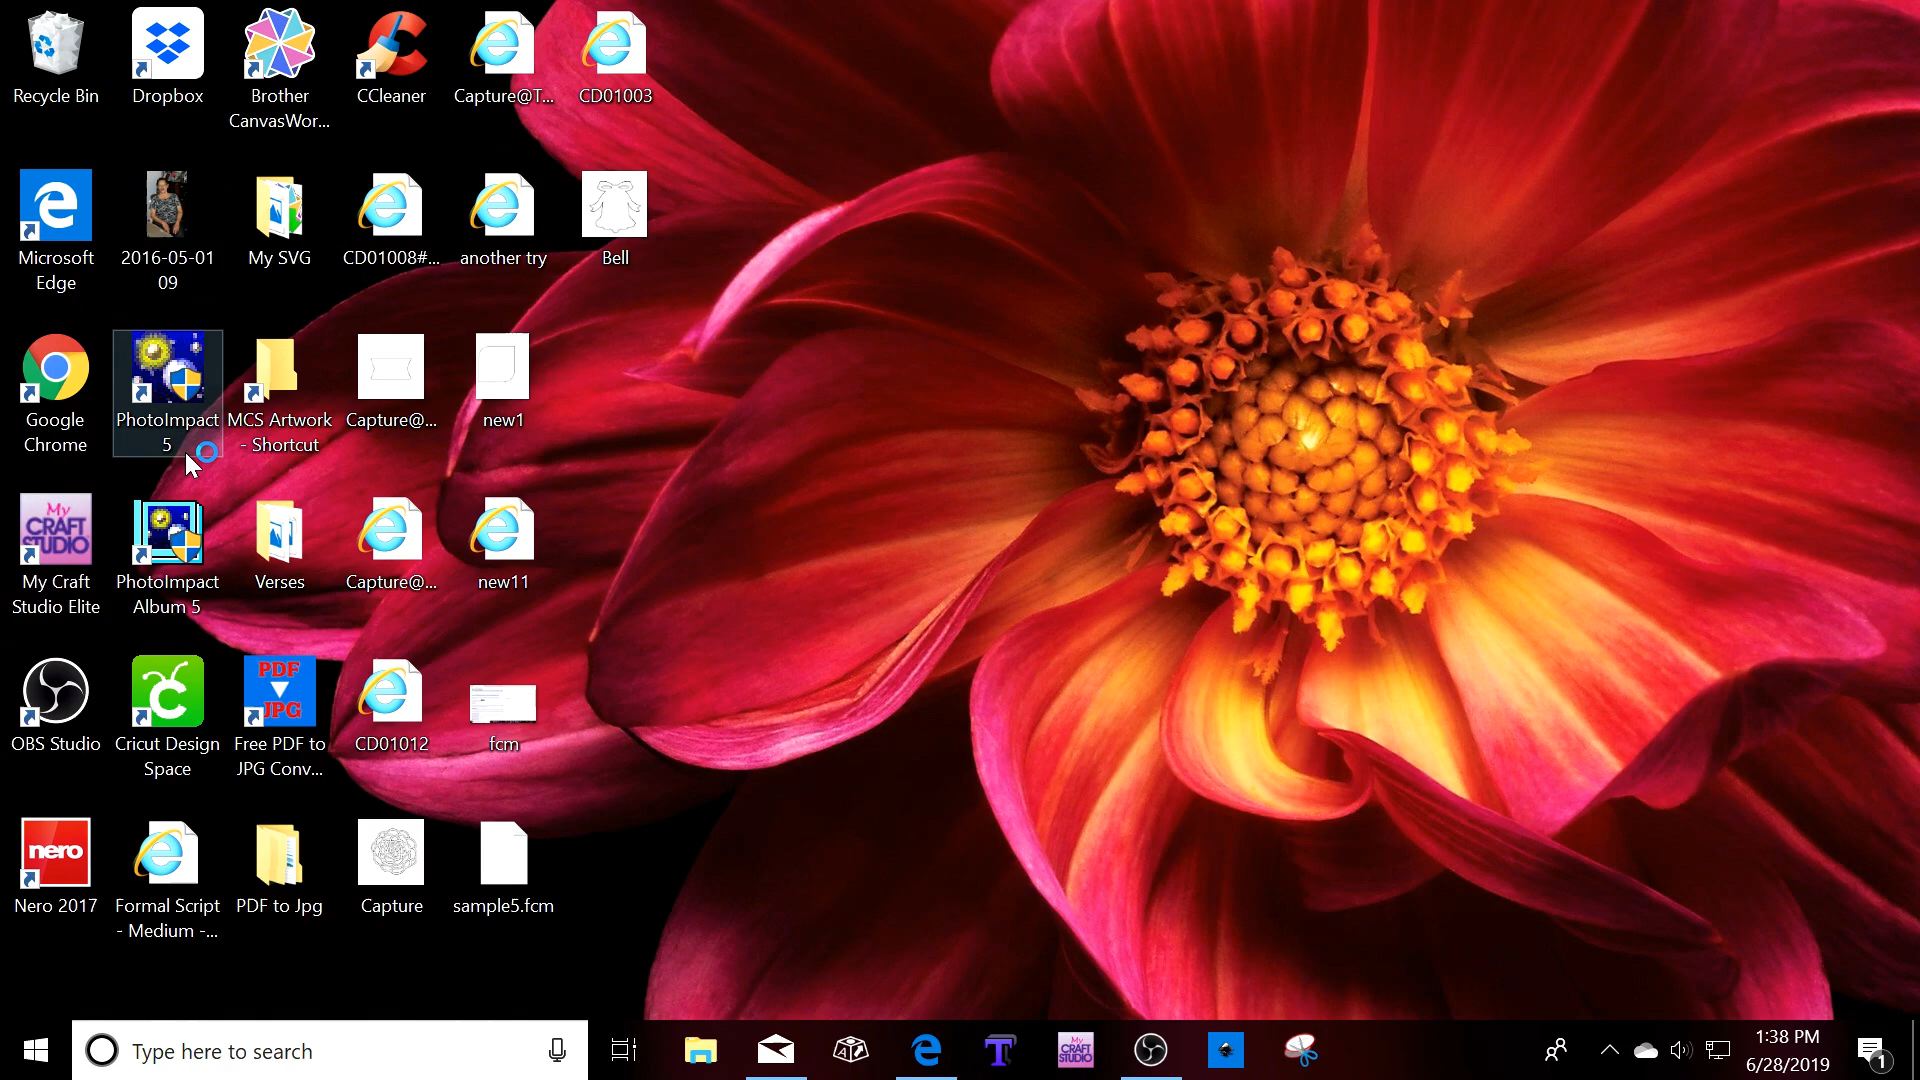 Recycle Bin
Dropbox
Brother
CanvasWor...
CCleaner
Capture@T...
CD01003
Microsoft
Edge
2016-05-01
09
My SVG
CD01008#...
another try
Bell
Google
Chrome
PhotoImpact
5
MCS Artwork
- Shortcut
Capture@...
new1
My
CRAFT
STUDIO
My Craft
Studio Elite
PhotoImpact
Album 5
Verses
Capture@...
new11
OBS Studio
Cricut Design
Space
PDF
JPG
Free PDF to
JPG Conv...
CD01012
fcm
nero
Nero 2017
Formal Script
- Medium -...
PDF to Jpg
Capture
sample5.fcm
Type here to search
My
CRAFT
STUDIO
1:38 PM
6/28/2019
1